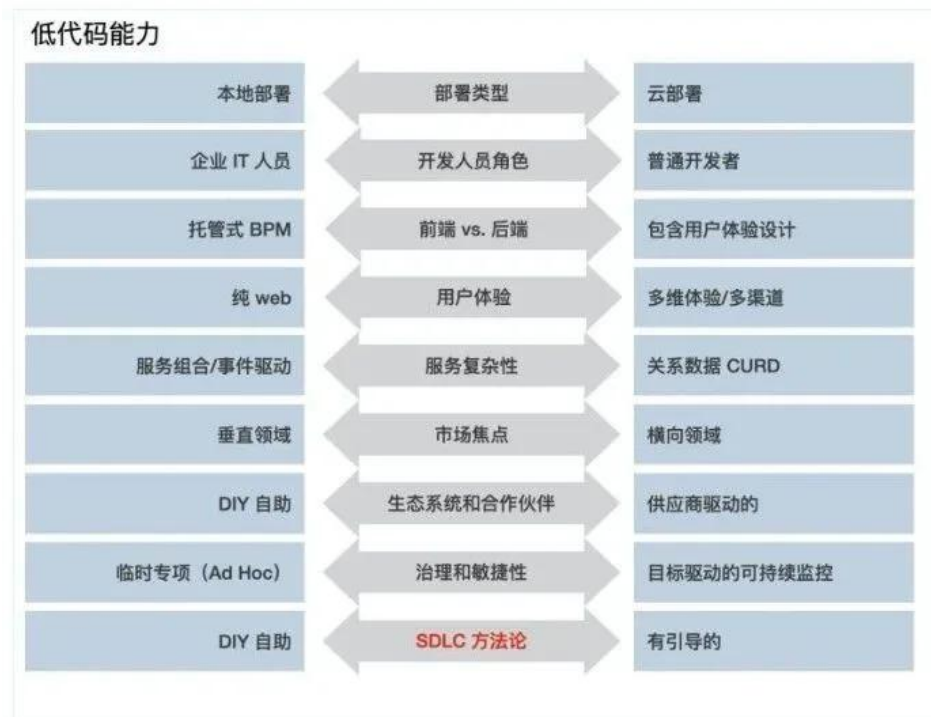 低代码能力
本地部署 部署类型 云部署
企业 IT 人员 开发人员角色 普通开发者
托管式 BPM 前端 vs. 后端 包含用户体验设计
纯 web 用户体验 多维体验/多渠道
服务组合/事件驱动 服务复杂性 关系数据 CURD
垂直领域 市场焦点 横向领域
DIY 自助 生态系统和合作伙伴 供应商驱动的
临时专项（Ad Hoc） 治理和敏捷性 目标驱动的可持续监控
DIY 自助 SDLC 方法论 有引导的